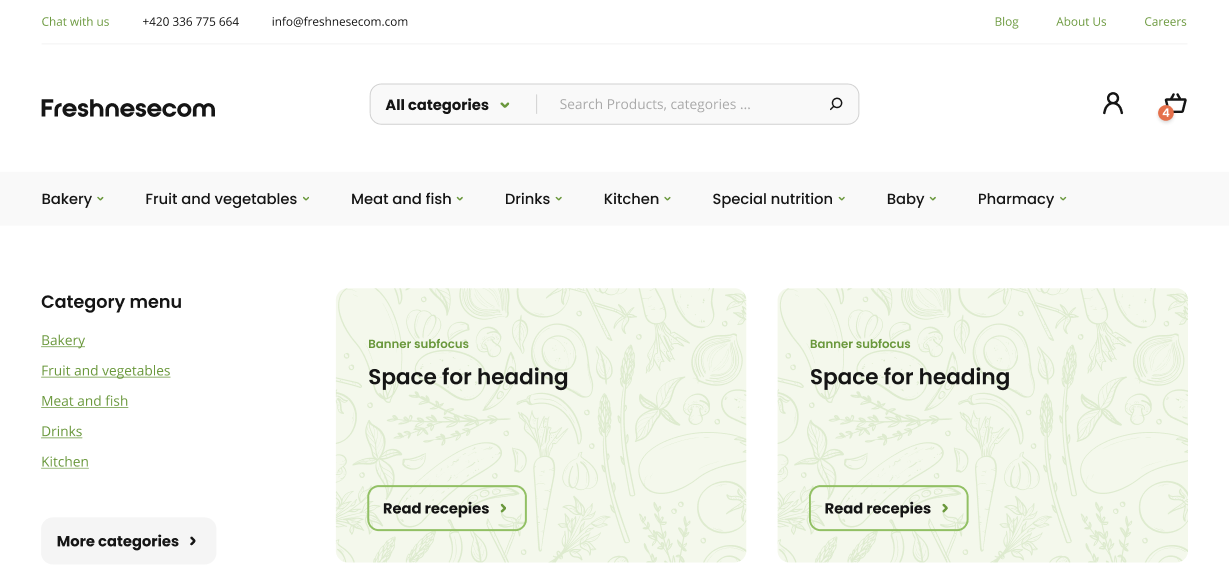 Chat with us +420 336 775 664 info@freshnesecom.com Blog About Us Careers
Freshnesecom All categories Search Products, categories ... 4
Bakery Fruit and vegetables Meat and fish Drinks Kitchen Special nutrition Baby Pharmacy
Category menu
Bakery
Fruit and vegetables
Meat and fish
Drinks
Kitchen
More categories
Banner subfocus
Space for heading
Read recepies
Banner subfocus
Space for heading
Read recepies